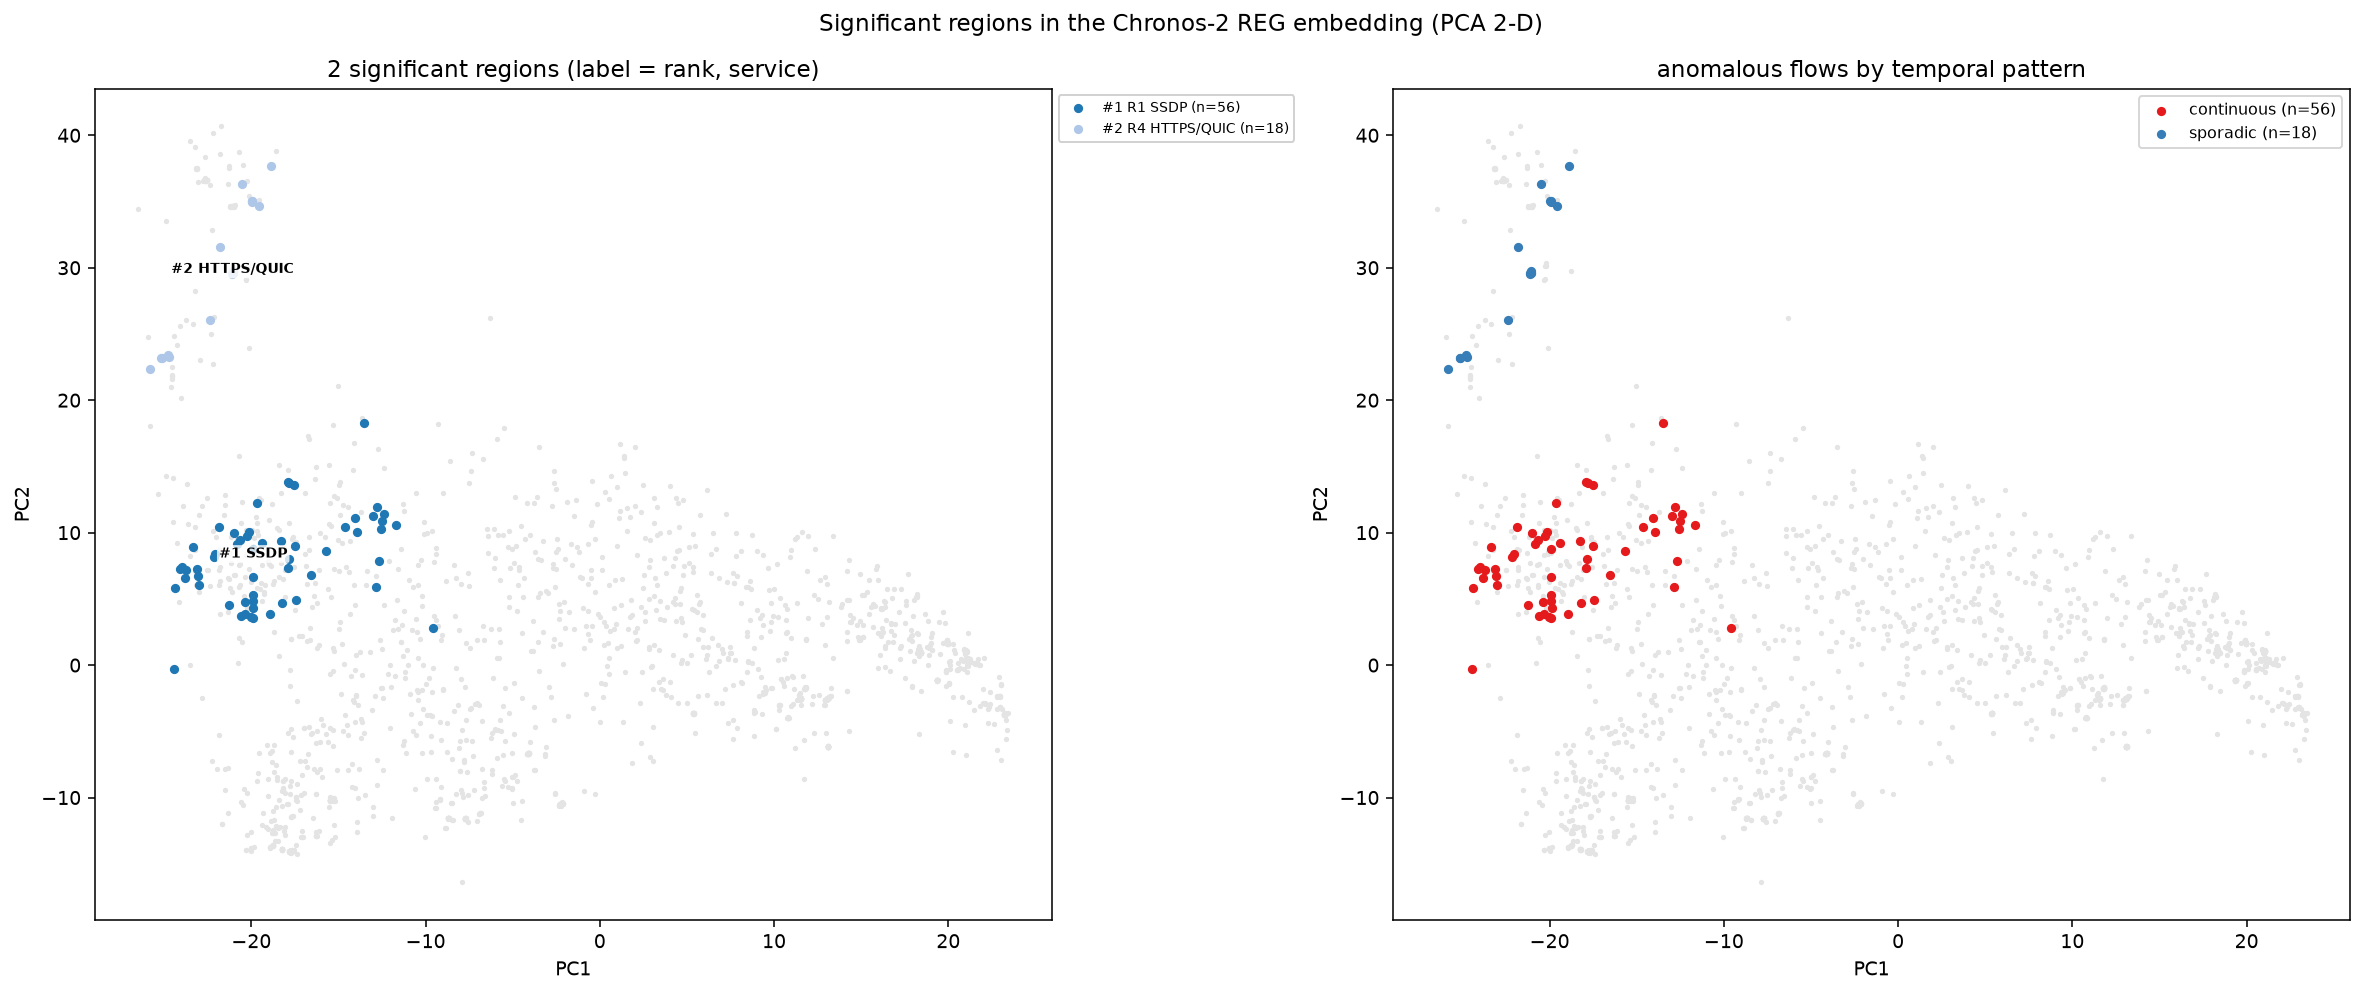 Significant regions in the Chronos-2 REG embedding (PCA 2-D)
2 significant regions (label = rank, service)
#1 R1 SSDP (n=56)
#2 R4 HTTPS/QUIC (n=18)
#2 HTTPS/QUIC
#1 SSDP
40
30
20
10
0
−10
PC2
−20
−10
0
10
20
PC1
anomalous flows by temporal pattern
continuous (n=56)
sporadic (n=18)
40
30
20
10
0
−10
PC2
−20
−10
0
10
20
PC1